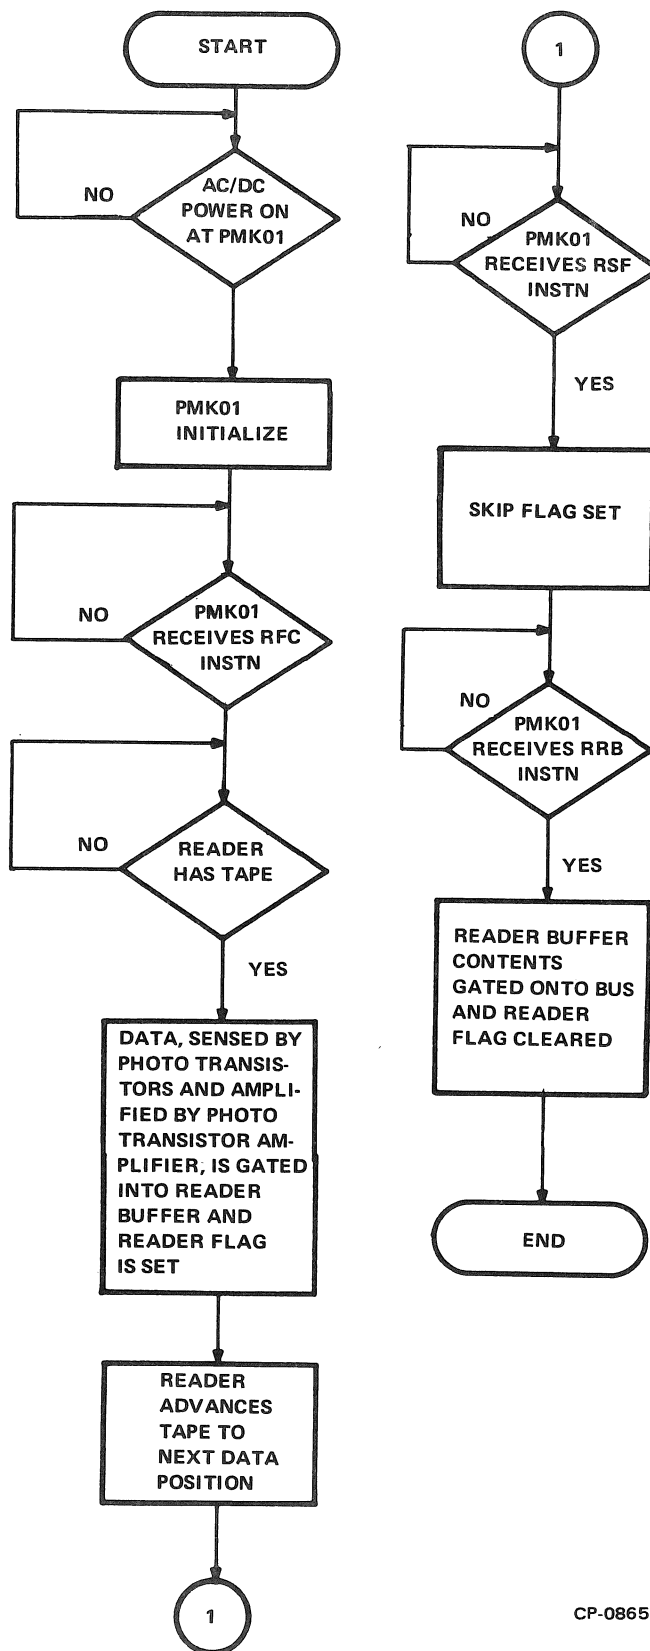 START
NO
AC/DC
POWER ON
AT PMK01
PMK01
INITIALIZE
NO
PMK01
RECEIVES RFC
INSTN
NO
READER
HAS TAPE
YES
DATA, SENSED BY
PHOTO TRANSIS-
TORS AND AMPLI-
FIED BY PHOTO
TRANSISTOR AM-
PLIFIER, IS GATED
INTO READER
BUFFER AND
READER FLAG
IS SET
READER
ADVANCES
TAPE TO
NEXT DATA
POSITION
1
1
NO
PMK01
RECEIVES RSF
INSTN
YES
SKIP FLAG SET
NO
PMK01
RECEIVES RRB
INSTN
YES
READER BUFFER
CONTENTS
GATED ONTO BUS
AND READER
FLAG CLEARED
END
CP-0865